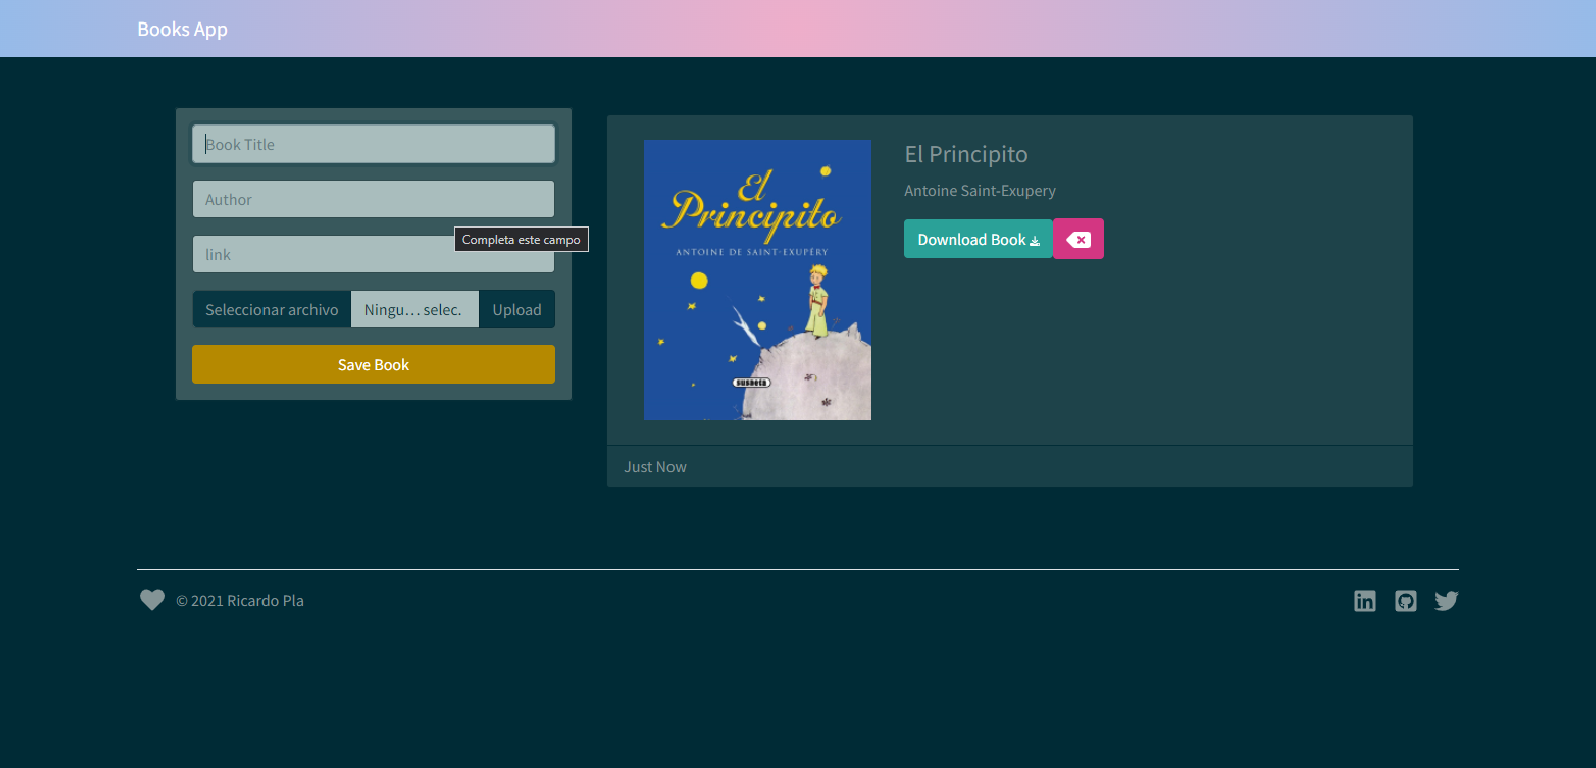 Books App
Book Title
Author
link
Completa este campo
Seleccionar archivo
Ningu… selec.
Upload
Save Book
El
Principito
ANTOINE DE SAINT-EXUPÉRY
susaeta
El Principito
Antoine Saint-Exupery
Download Book
Just Now
© 2021 Ricardo Pla